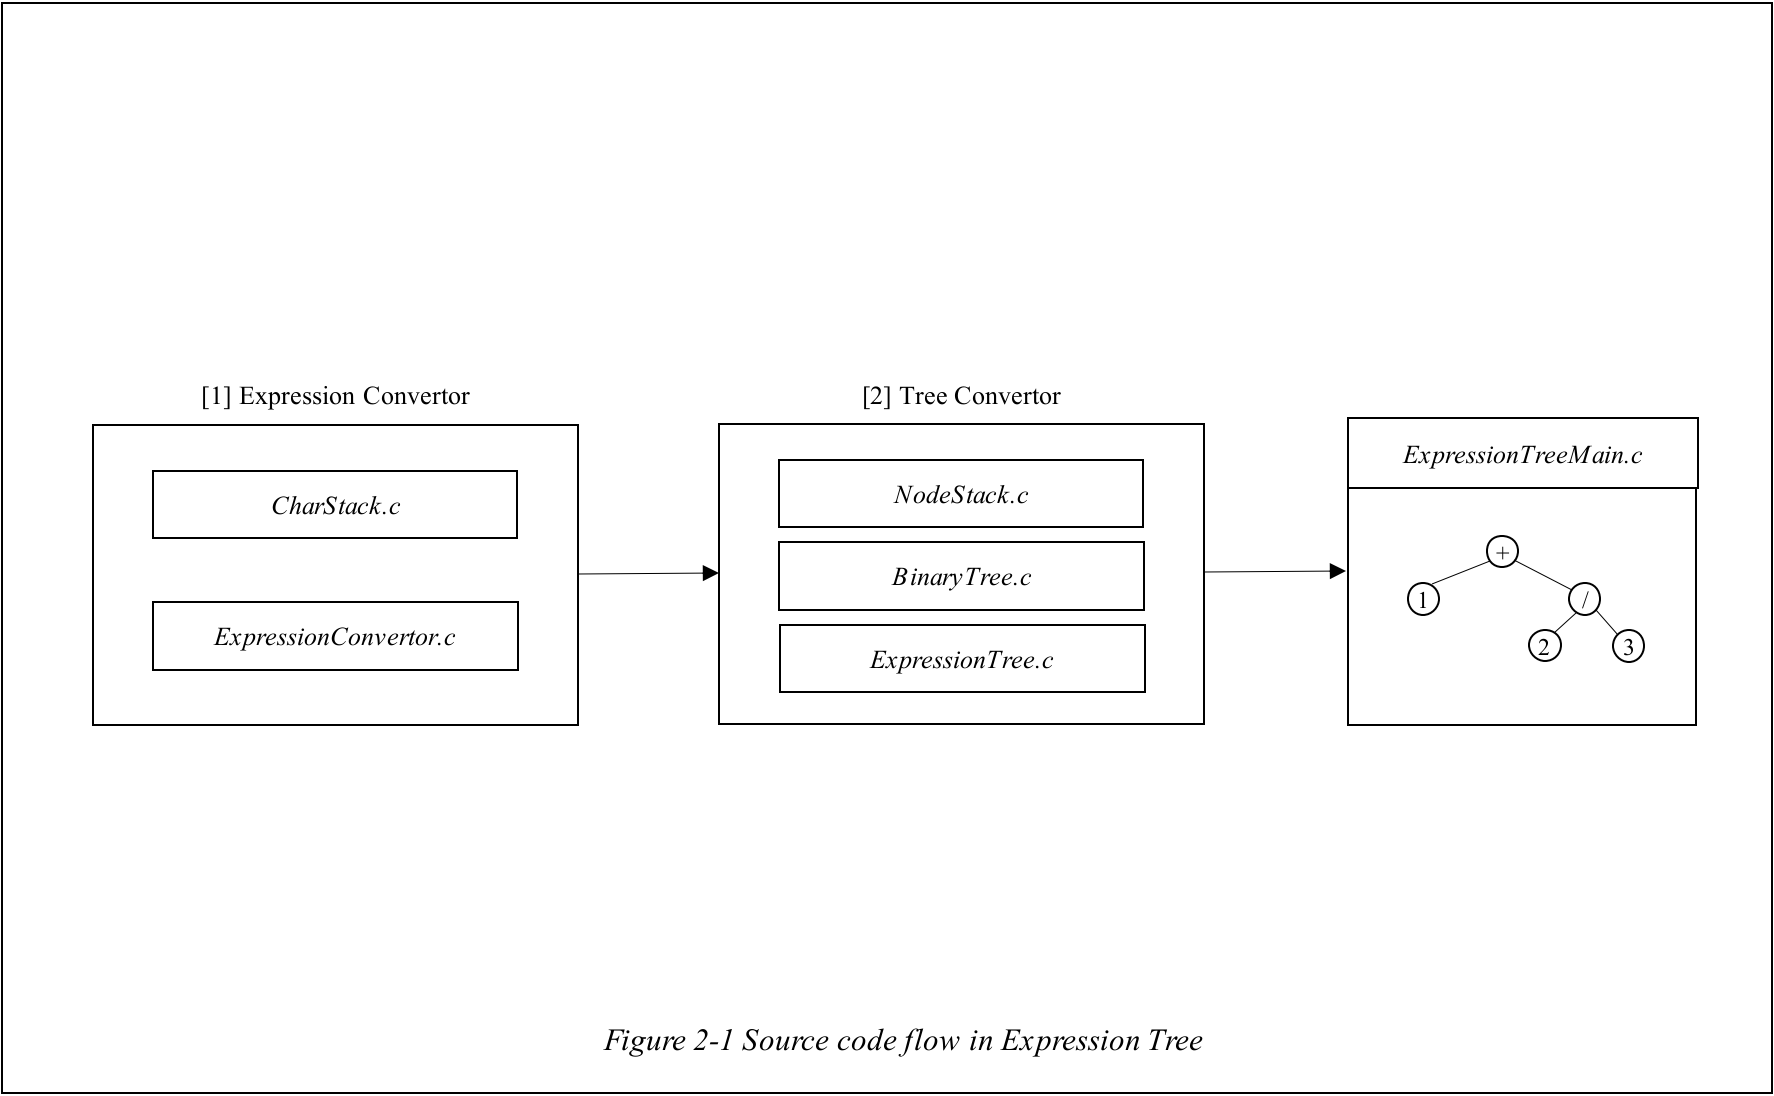 [1] Expression Convertor
CharStack.c
ExpressionConvertor.c
[2] Tree Convertor
NodeStack.c
BinaryTree.c
ExpressionTree.c
ExpressionTreeMain.c
+
1
/
2
3
Figure 2-1 Source code flow in Expression Tree